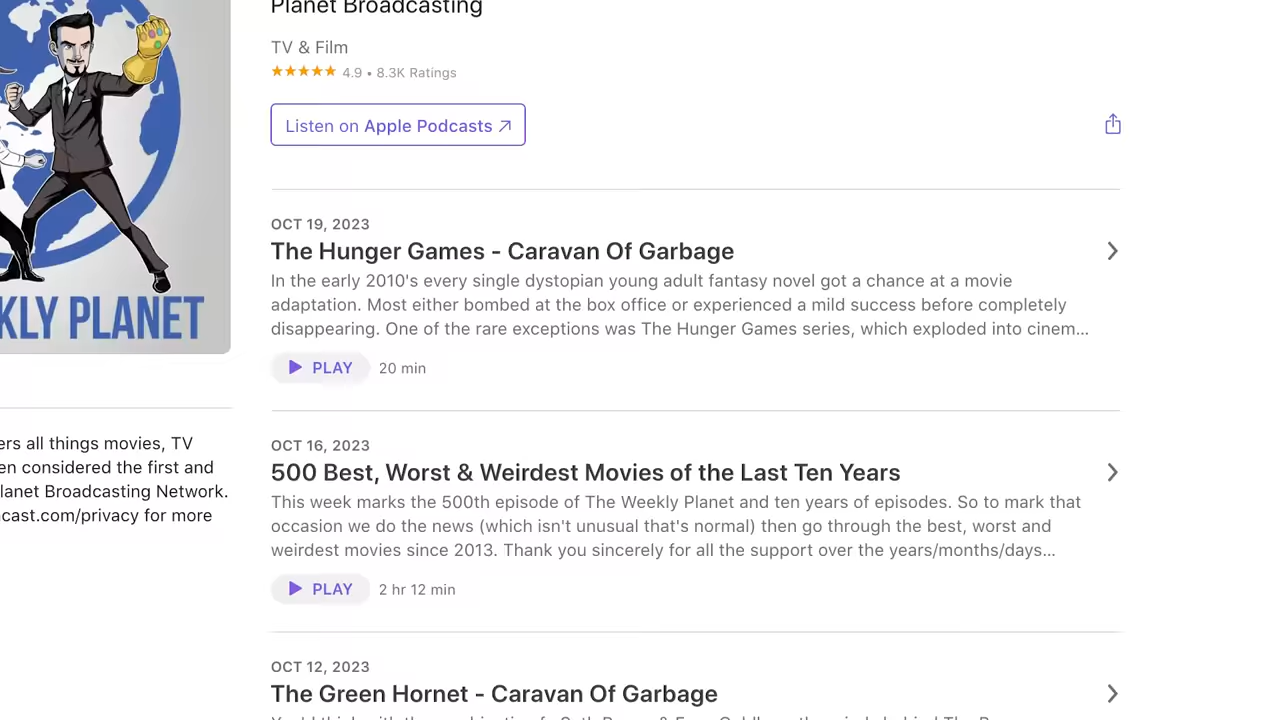 Planet Broadcasting
TV & Film
4.9 • 8.3K Ratings
Listen on Apple Podcasts
OCT 19, 2023
The Hunger Games - Caravan Of Garbage
In the early 2010's every single dystopian young adult fantasy novel got a chance at a movie
adaptation. Most either bombed at the box office or experienced a mild success before completely
disappearing. One of the rare exceptions was The Hunger Games series, which exploded into cinem...
PLAY 20 min
KLY PLANET
ers all things movies, TV
en considered the first and
lanet Broadcasting Network.
cast.com/privacy for more
OCT 16, 2023
500 Best, Worst & Weirdest Movies of the Last Ten Years
This week marks the 500th episode of The Weekly Planet and ten years of episodes. So to mark that
occasion we do the news (which isn't unusual that's normal) then go through the best, worst and
weirdest movies since 2013. Thank you sincerely for all the support over the years/months/days...
PLAY 2 hr 12 min
OCT 12, 2023
The Green Hornet - Caravan Of Garbage